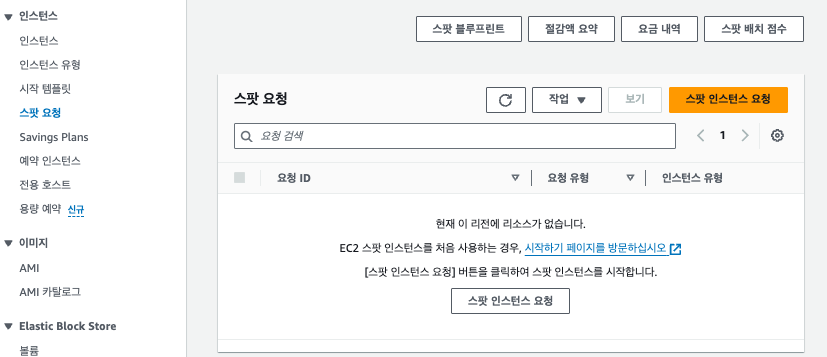 인스턴스
인스턴스
인스턴스 유형
시작 템플릿
스팟 요청
Savings Plans
예약 인스턴스
전용 호스트
용량 예약 신규
이미지
AMI
AMI 카탈로그
Elastic Block Store
볼륨
스팟 블루프린트 절감액 요약 요금 내역 스팟 배치 점수
스팟 요청 작업 보기 스팟 인스턴스 요청
요청 검색 1
요청 ID 요청 유형 인스턴스 유형
현재 이 리전에 리소스가 없습니다.
EC2 스팟 인스턴스를 처음 사용하는 경우, 시작하기 페이지를 방문하십시오
[스팟 인스턴스 요청] 버튼을 클릭하여 스팟 인스턴스를 시작합니다.
스팟 인스턴스 요청